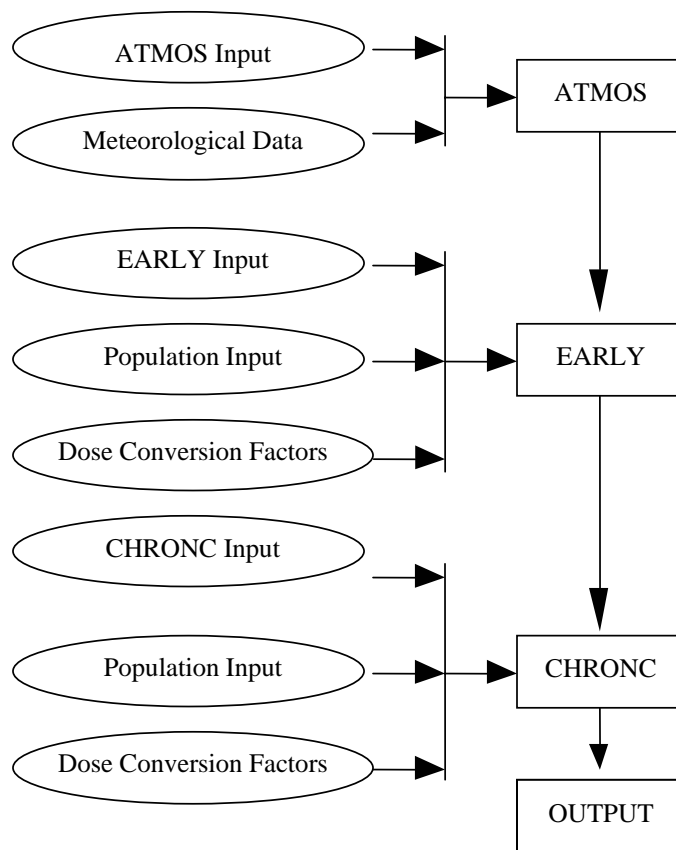 ATMOS Input
ATMOS
Meteorological Data
EARLY Input
Population Input
EARLY
Dose Conversion Factors
CHRONC Input
Population Input
CHRONC
Dose Conversion Factors
OUTPUT